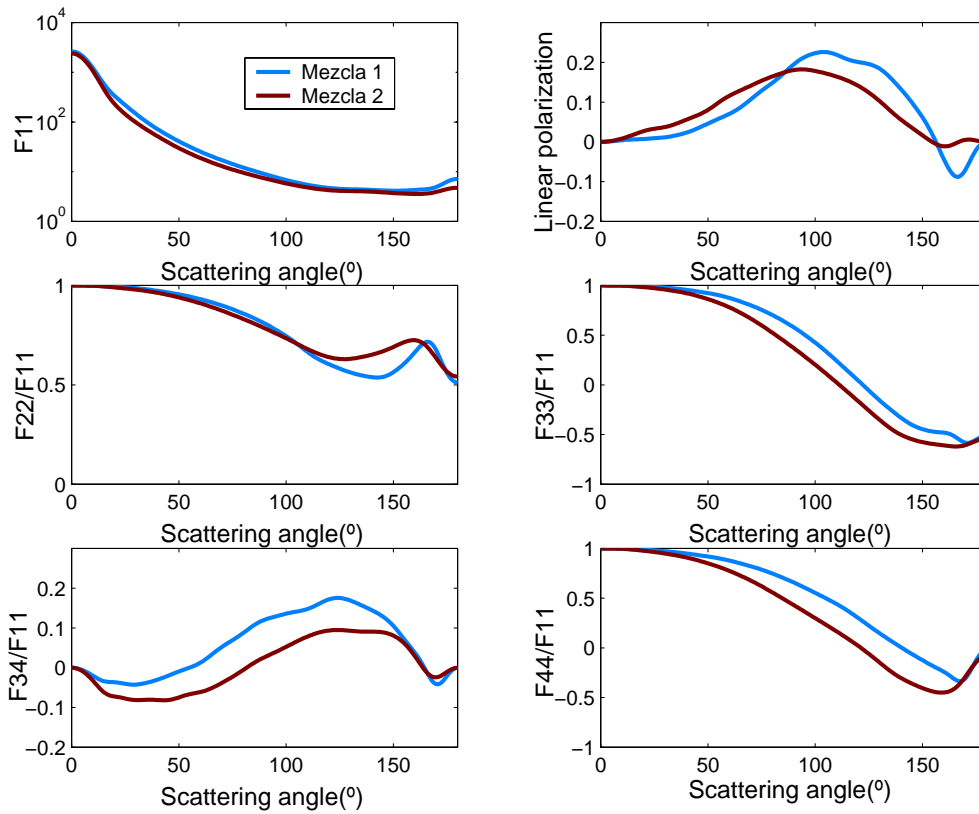 10^4
10^2
10^0
F11
Mezcla 1
Mezcla 2
0 50 100 150
Scattering angle(º)
0.2
0.1
0
−0.1
−0.2
Linear polarization
0 50 100 150
Scattering angle(º)
1
0.5
0
F22/F11
0 50 100 150
Scattering angle(º)
1
0.5
0
−0.5
−1
F33/F11
0 50 100 150
Scattering angle(º)
0.2
0.1
0
−0.1
−0.2
F34/F11
0 50 100 150
Scattering angle(º)
1
0.5
0
−0.5
−1
F44/F11
0 50 100 150
Scattering angle(º)